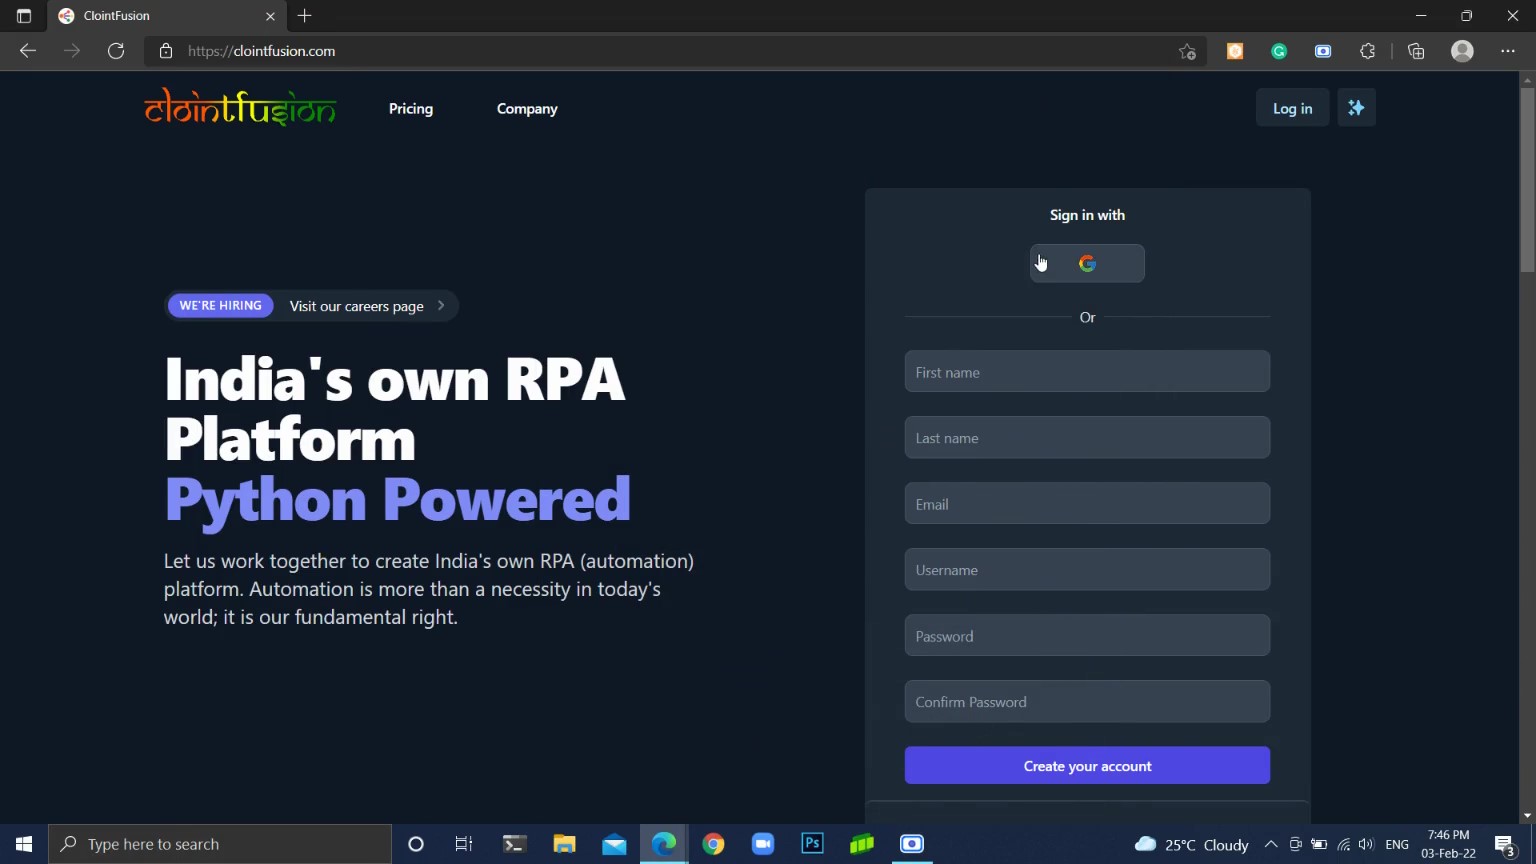 ClointFusion
https://clointfusion.com
clointfusion
Pricing
Company
Log in
Sign in with
Or
First name
Last name
Email
Username
Password
Confirm Password
Create your account
WE'RE HIRING
Visit our careers page
India's own RPA
Platform
Python Powered
Let us work together to create India's own RPA (automation)
platform. Automation is more than a necessity in today's
world; it is our fundamental right.
Type here to search
Ps
25°C Cloudy
ENG
7:46 PM
03-Feb-22
3